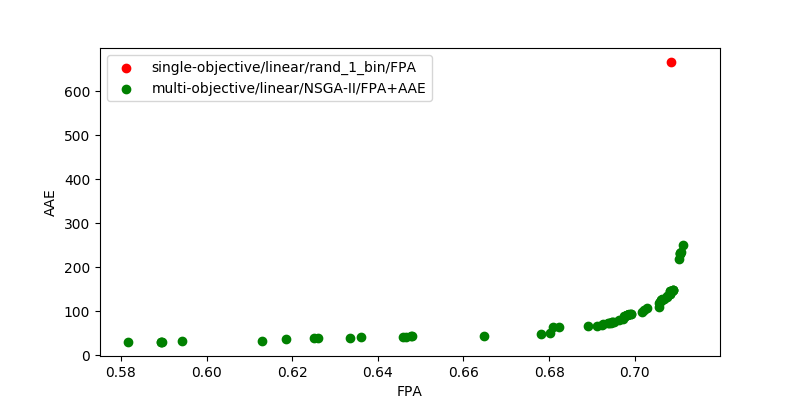 single-objective/linear/rand_1_bin/FPA
multi-objective/linear/NSGA-II/FPA+AAE
600
500
400
300
200
100
0
AAE
0.58 0.60 0.62 0.64 0.66 0.68 0.70
FPA